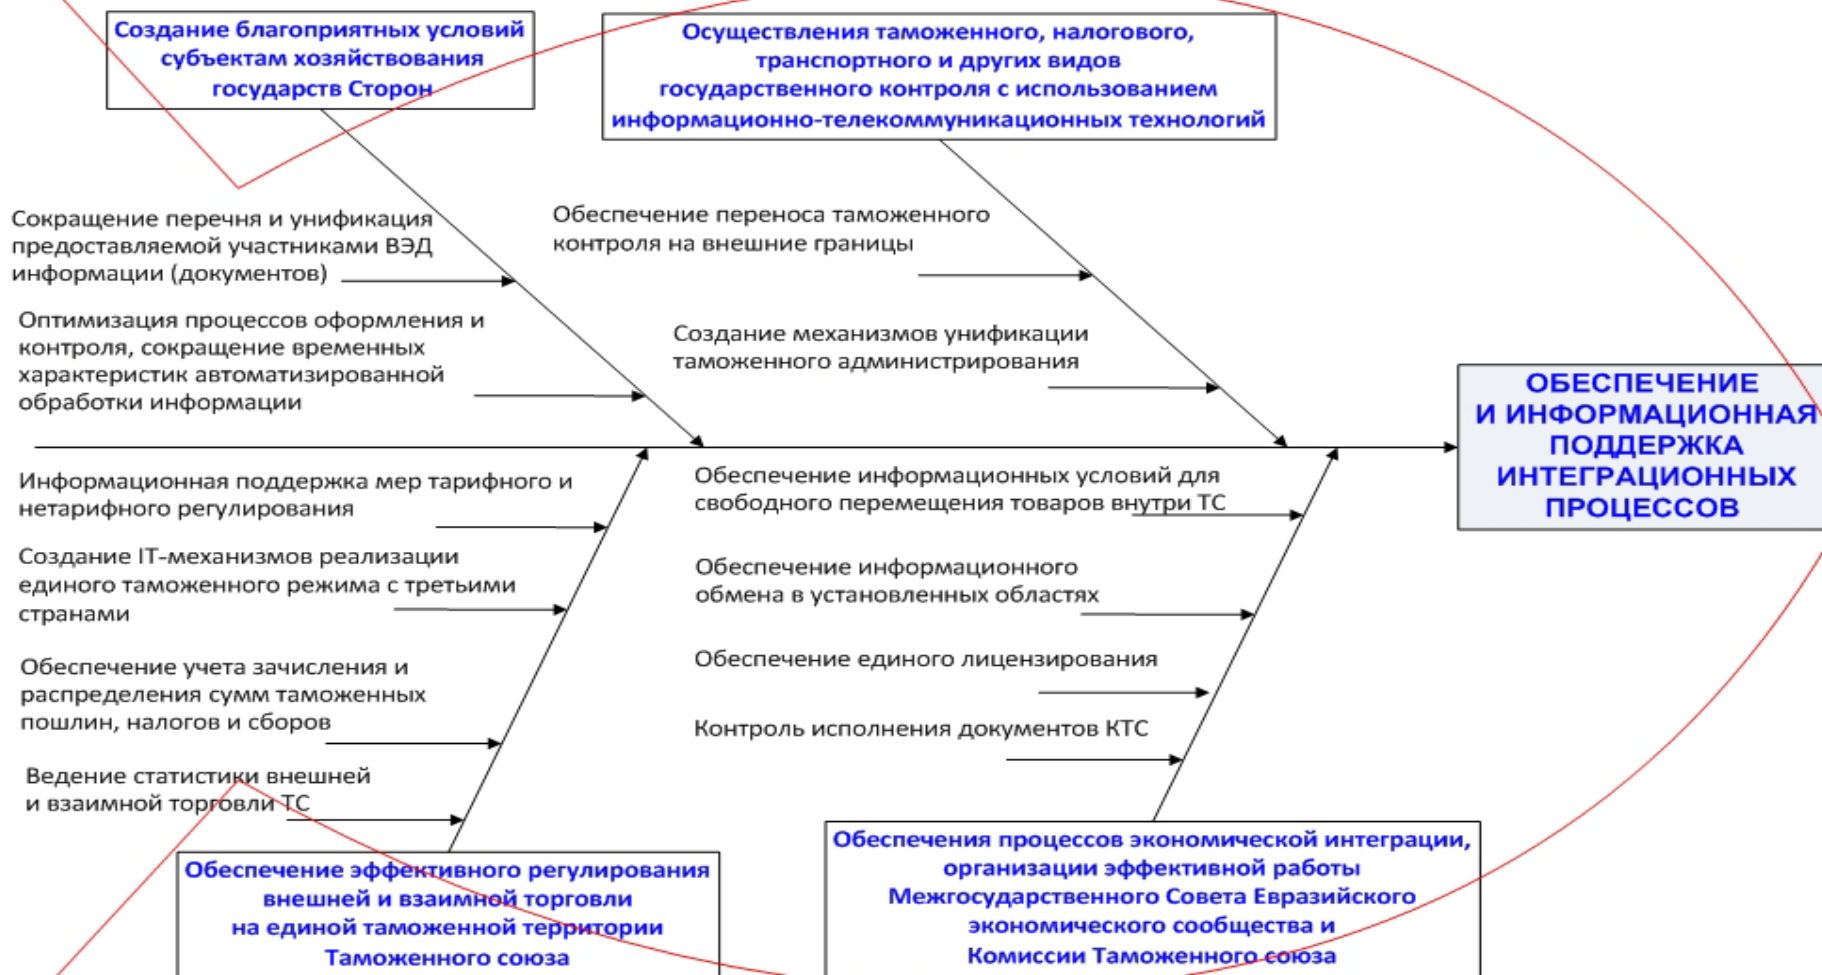 Создание благоприятных условий
субъектам хозяйствования
государств Сторон
Осуществления таможенного, налогового,
транспортного и других видов
государственного контроля с использованием
информационно-телекоммуникационных технологий
Сокращение перечня и унификация
предоставляемой участниками ВЭД
информации (документов)
Обеспечение переноса таможенного
контроля на внешние границы
Оптимизация процессов оформления и
контроля, сокращение временных
характеристик автоматизированной
обработки информации
Создание механизмов унификации
таможенного администрирования
ОБЕСПЕЧЕНИЕ
И ИНФОРМАЦИОННАЯ
ПОДДЕРЖКА
ИНТЕГРАЦИОННЫХ
ПРОЦЕССОВ
Информационная поддержка мер тарифного и
нетарифного регулирования
Создание IT-механизмов реализации
единого таможенного режима с третьими
странами
Обеспечение учета зачисления и
распределения сумм таможенных
пошлин, налогов и сборов
Ведение статистики внешней
и взаимной торговли ТС
Обеспечение информационных условий для
свободного перемещения товаров внутри ТС
Обеспечение информационного
обмена в установленных областях
Обеспечение единого лицензирования
Контроль исполнения документов КТС
Обеспечение эффективного регулирования
внешней и взаимной торговли
на единой таможенной территории
Таможенного союза
Обеспечения процессов экономической интеграции,
организации эффективной работы
Межгосударственного Совета Евразийского
экономического сообщества и
Комиссии Таможенного союза